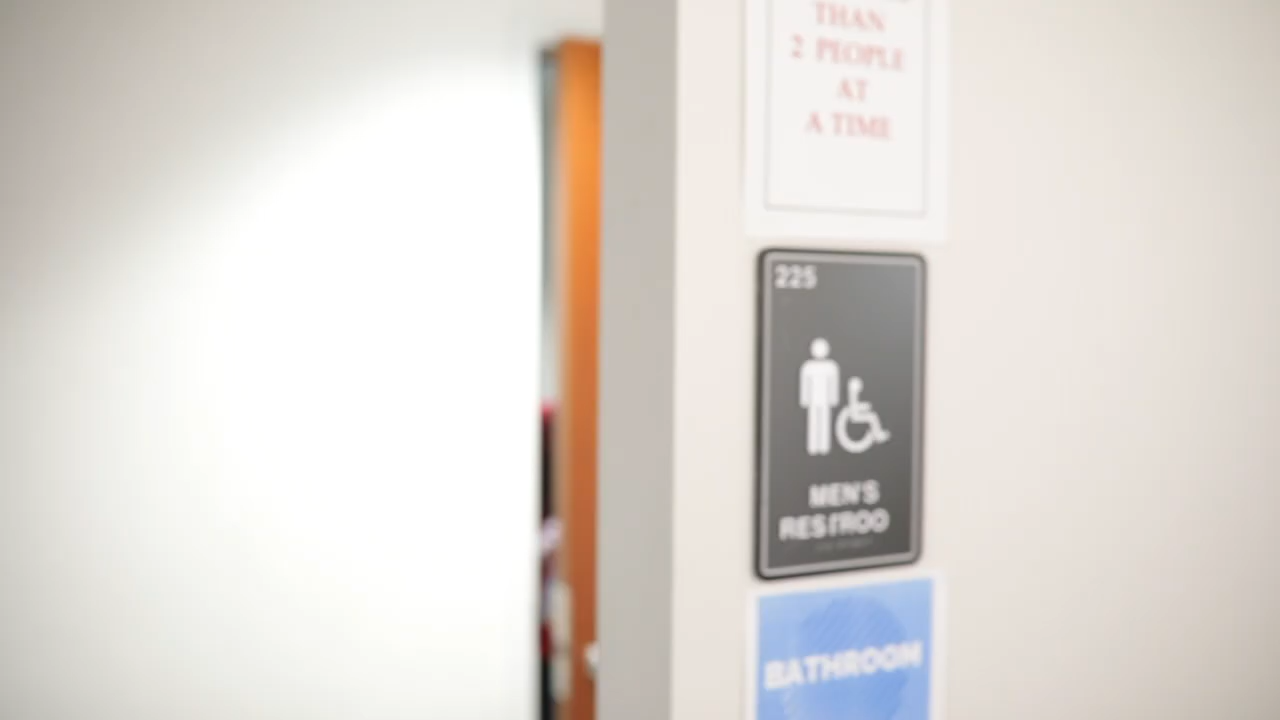 THAN
2 PEOPLE
AT
A TIME
225
MEN'S
RESTROO
BATHROOM